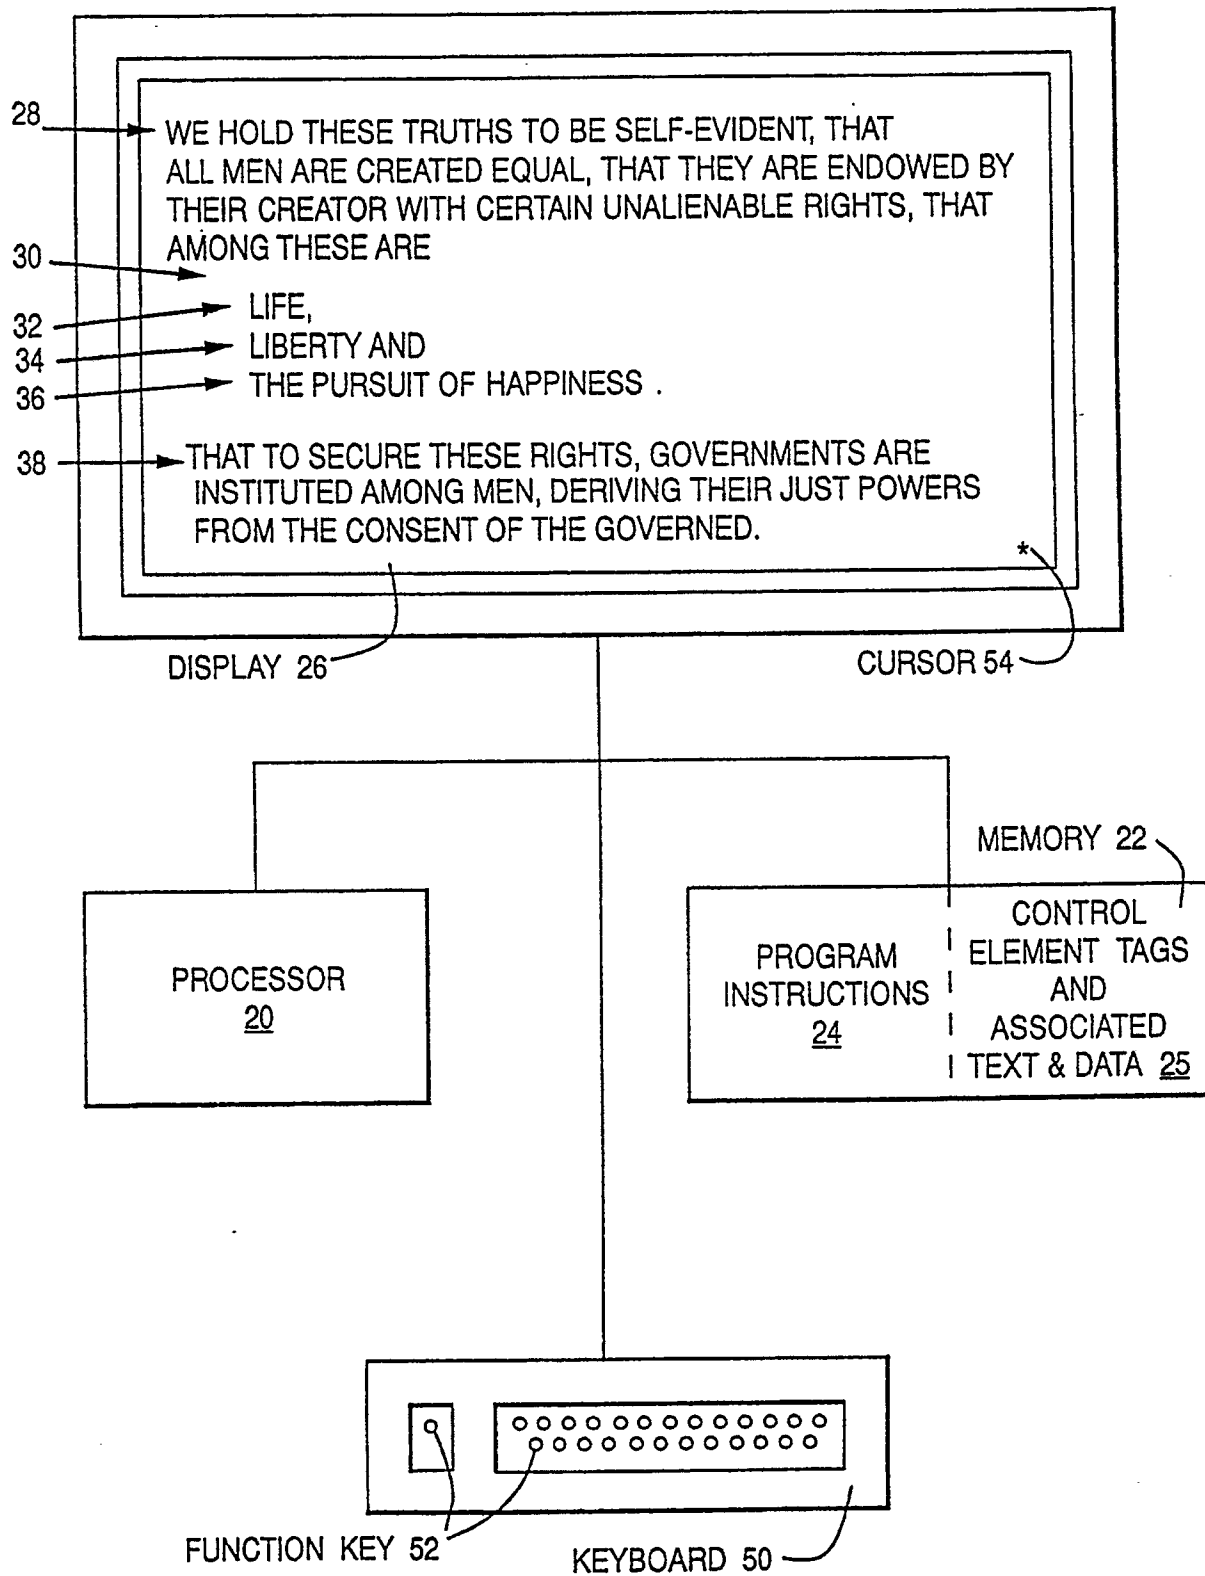 28
WE HOLD THESE TRUTHS TO BE SELF-EVIDENT, THAT
ALL MEN ARE CREATED EQUAL, THAT THEY ARE ENDOWED BY
THEIR CREATOR WITH CERTAIN UNALIENABLE RIGHTS, THAT
AMONG THESE ARE
30
32
LIFE,
34
LIBERTY AND
36
THE PURSUIT OF HAPPINESS .
38
THAT TO SECURE THESE RIGHTS, GOVERNMENTS ARE
INSTITUTED AMONG MEN, DERIVING THEIR JUST POWERS
FROM THE CONSENT OF THE GOVERNED.
*
DISPLAY 26
CURSOR 54
MEMORY 22
PROCESSOR
20
PROGRAM
INSTRUCTIONS
24
CONTROL
ELEMENT TAGS
AND
ASSOCIATED
TEXT & DATA 25
FUNCTION KEY 52
KEYBOARD 50